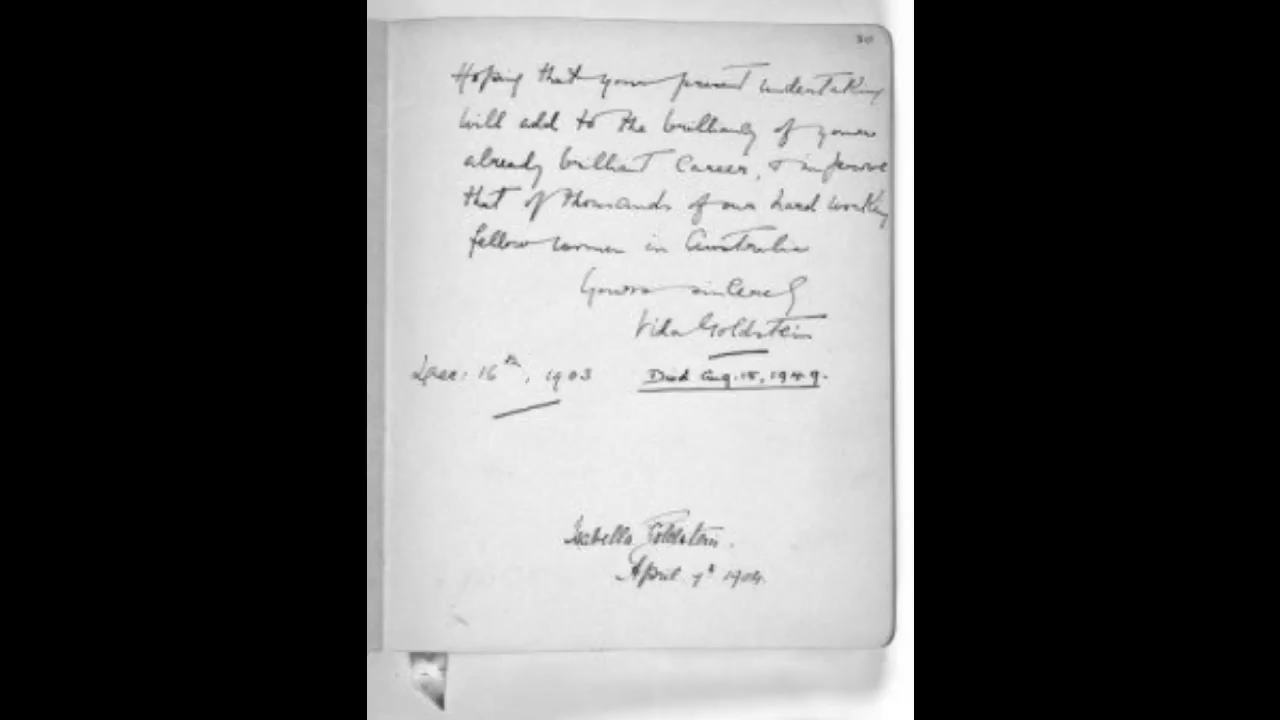 30
Hoping that your present undertaking
will add to the brilliancy of your
already brilliant career, & improve
that of thousands of our hard working
fellow women in Australia
Yours sincerely
Vida Goldstein
Dec: 16th, 1903 Died Aug. 15, 1949.
Isabella Goldstein.
April 7th 1904.